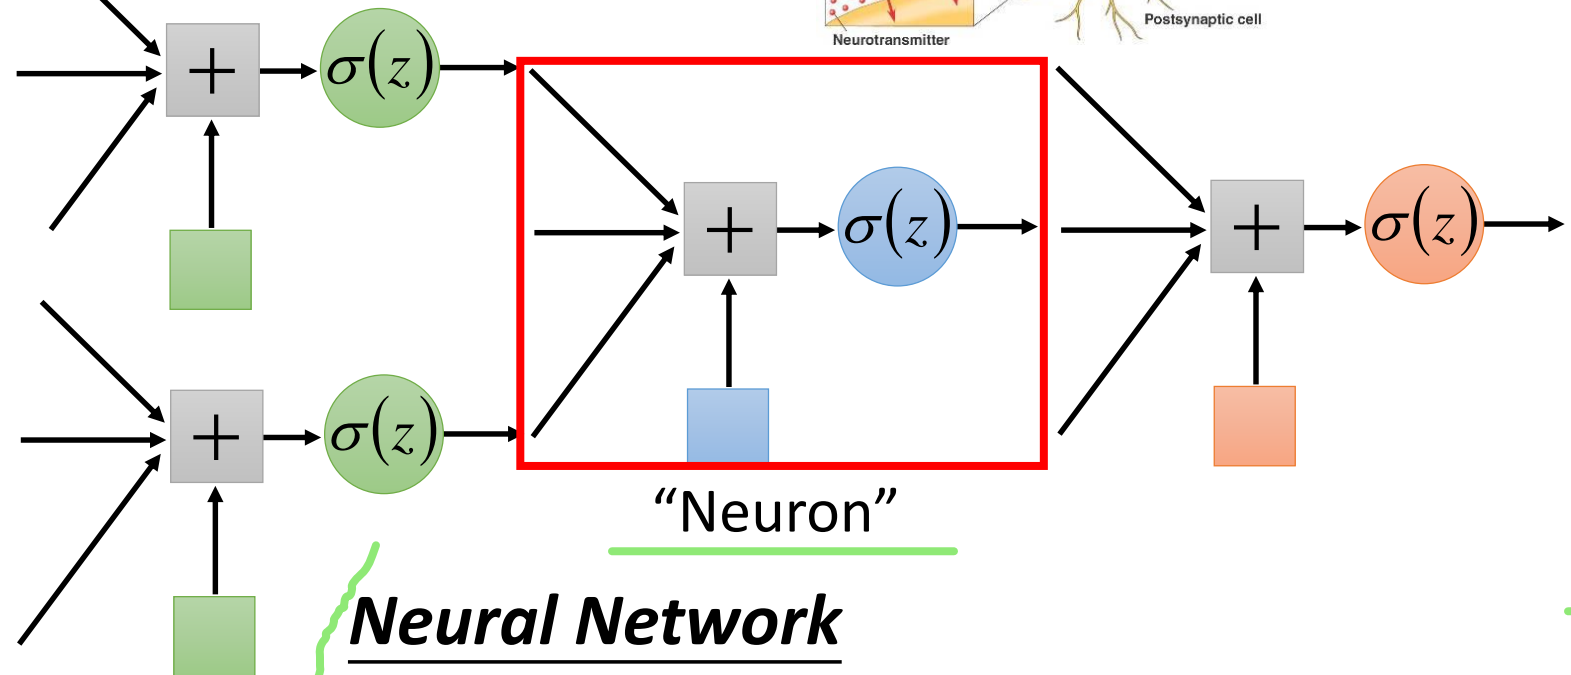 Postsynaptic cell
Neurotransmitter
+ σ(z)
+ σ(z)
+ σ(z)
+ σ(z)
“Neuron”
Neural Network